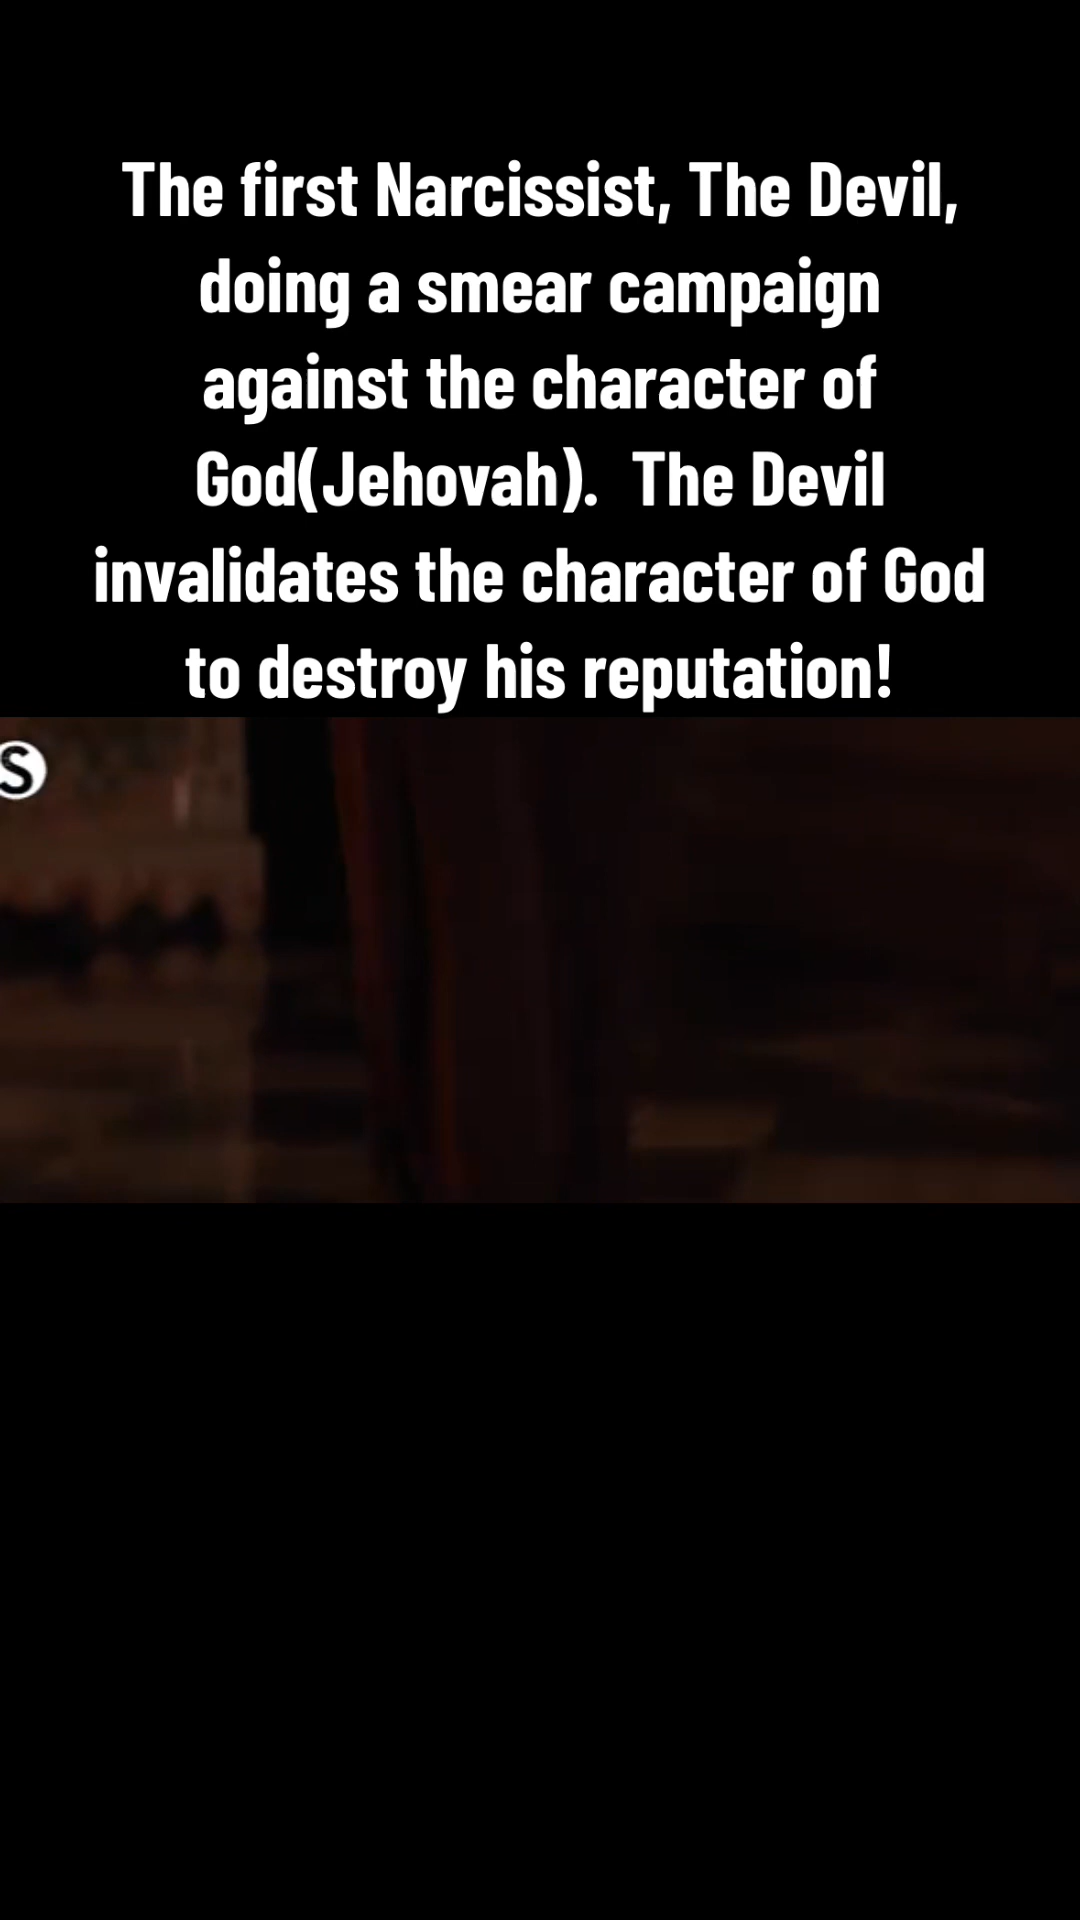 The first Narcissist, The Devil,
doing a smear campaign
against the character of
God(Jehovah).  The Devil
invalidates the character of God
to destroy his reputation!
S